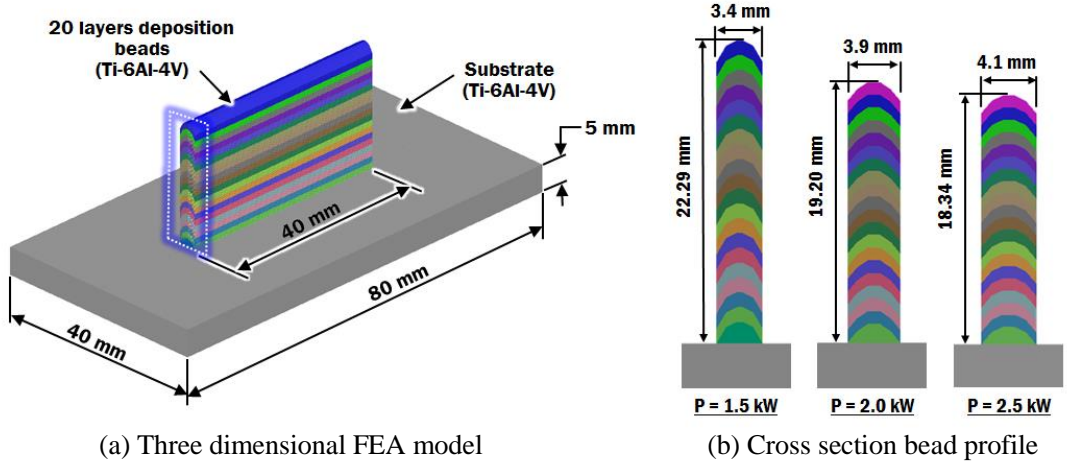 20 layers deposition
beads
(Ti-6Al-4V)
Substrate
(Ti-6Al-4V)
5 mm
40 mm
80 mm
40 mm
(a) Three dimensional FEA model
3.4 mm
22.29 mm
P = 1.5 kW
3.9 mm
19.20 mm
P = 2.0 kW
4.1 mm
18.34 mm
P = 2.5 kW
(b) Cross section bead profile